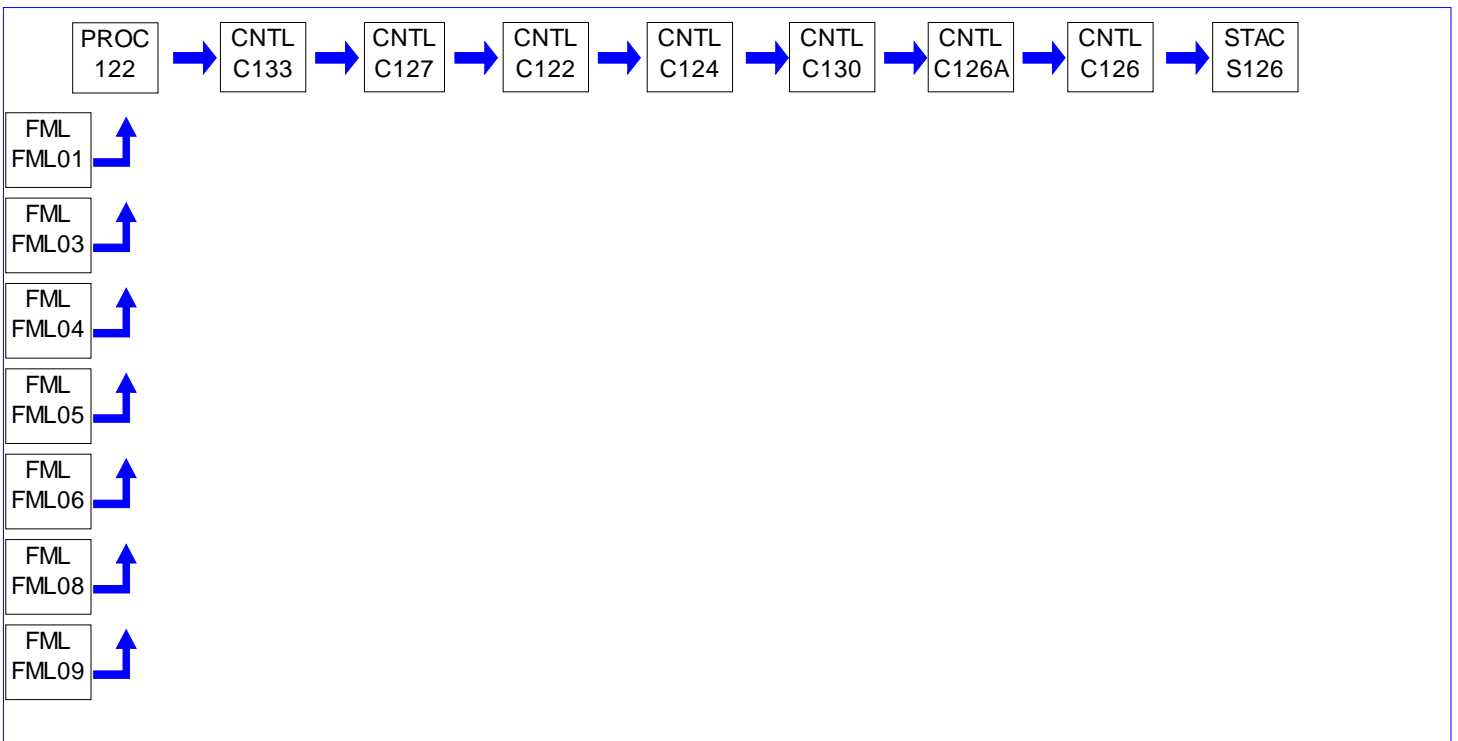 PROC
122
CNTL
C133
CNTL
C127
CNTL
C122
CNTL
C124
CNTL
C130
CNTL
C126A
CNTL
C126
STAC
S126
FML
FML01
FML
FML03
FML
FML04
FML
FML05
FML
FML06
FML
FML08
FML
FML09